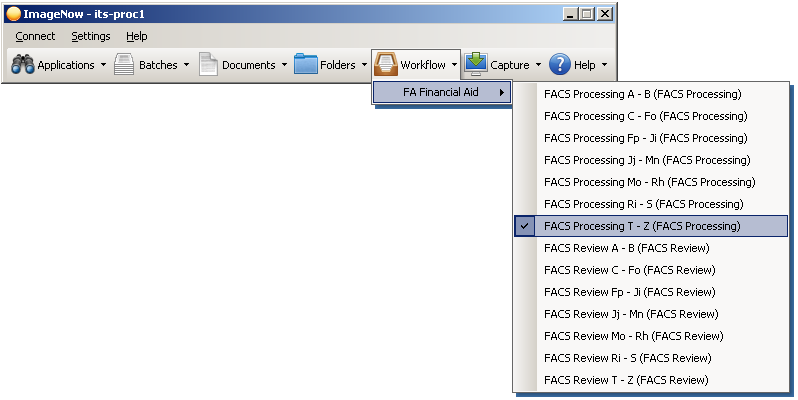 ImageNow - its-proc1
Connect Settings Help
Applications Batches Documents Folders Workflow Capture Help
FA Financial Aid
FACS Processing A - B (FACS Processing)
FACS Processing C - Fo (FACS Processing)
FACS Processing Fp - Ji (FACS Processing)
FACS Processing Jj - Mn (FACS Processing)
FACS Processing Mo - Rh (FACS Processing)
FACS Processing Ri - S (FACS Processing)
FACS Processing T - Z (FACS Processing)
FACS Review A - B (FACS Review)
FACS Review C - Fo (FACS Review)
FACS Review Fp - Ji (FACS Review)
FACS Review Jj - Mn (FACS Review)
FACS Review Mo - Rh (FACS Review)
FACS Review Ri - S (FACS Review)
FACS Review T - Z (FACS Review)